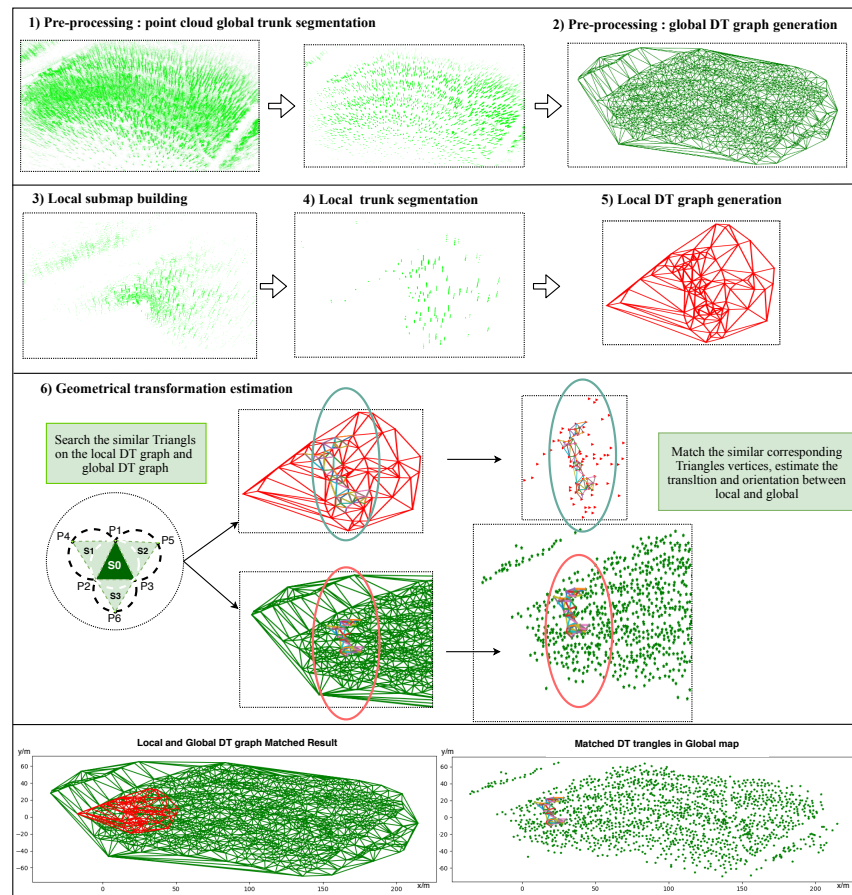 1) Pre-processing : point cloud global trunk segmentation
2) Pre-processing : global DT graph generation
3) Local submap building
4) Local trunk segmentation
5) Local DT graph generation
6) Geometrical transformation estimation
Search the similar Triangls
on the local DT graph and
global DT graph
Match the similar corresponding
Triangles vertices, estimate the
transltion and orientation between
local and global
P4
P1
P5
S1
S2
S0
P2
P3
S3
P6
Local and Global DT graph Matched Result
y/m
60
40
20
0
−20
−40
−60
0
50
100
150
200
x/m
Matched DT trangles in Global map
y/m
60
40
20
0
−20
−40
−60
0
50
100
150
200
x/m